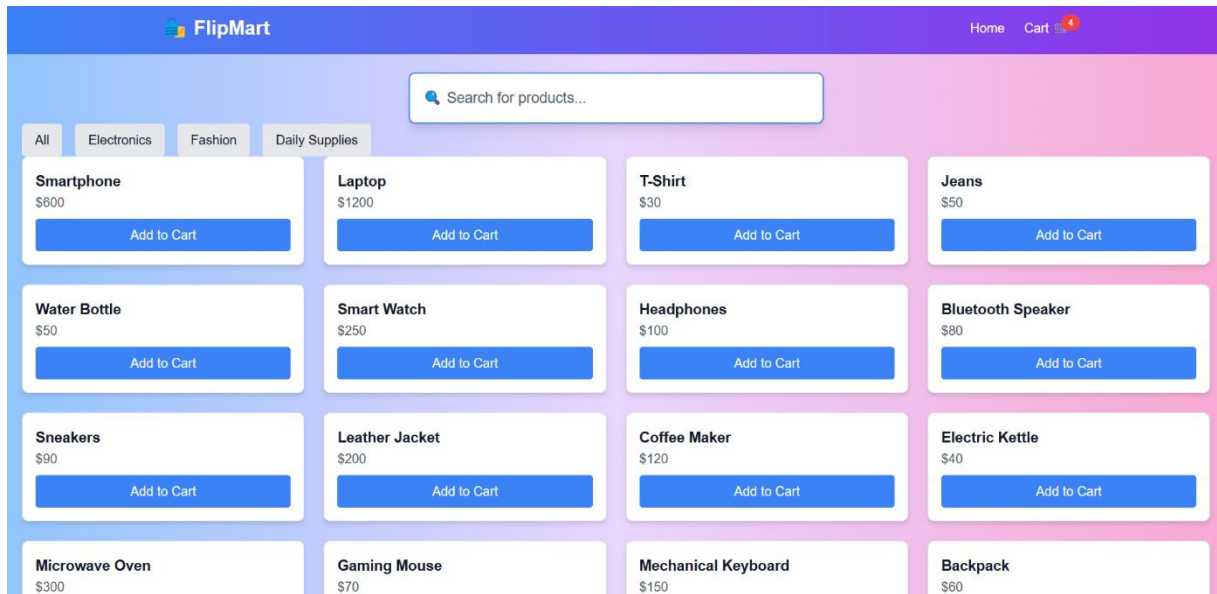 FlipMart
Home Cart 4
Search for products...
All Electronics Fashion Daily Supplies
Smartphone Laptop T-Shirt Jeans
$600 $1200 $30 $50
Add to Cart Add to Cart Add to Cart Add to Cart
Water Bottle Smart Watch Headphones Bluetooth Speaker
$50 $250 $100 $80
Add to Cart Add to Cart Add to Cart Add to Cart
Sneakers Leather Jacket Coffee Maker Electric Kettle
$90 $200 $120 $40
Add to Cart Add to Cart Add to Cart Add to Cart
Microwave Oven Gaming Mouse Mechanical Keyboard Backpack
$300 $70 $150 $60